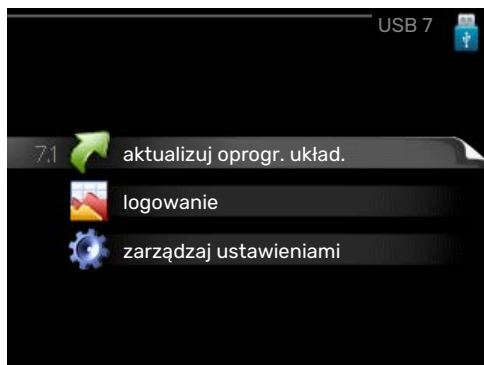 USB 7
7.1 aktualizuj oprogr. układ.
logowanie
zarządzaj ustawieniami